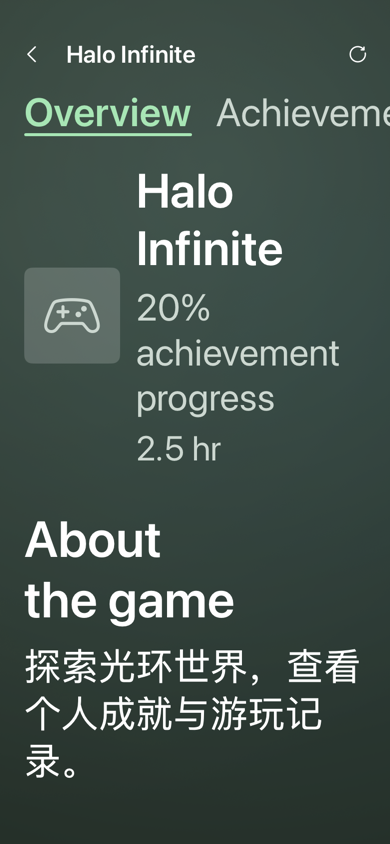 Halo Infinite
Overview Achieveme
Halo
Infinite
20%
achievement
progress
2.5 hr
About
the game
探索光环世界，查看
个人成就与游玩记
录。